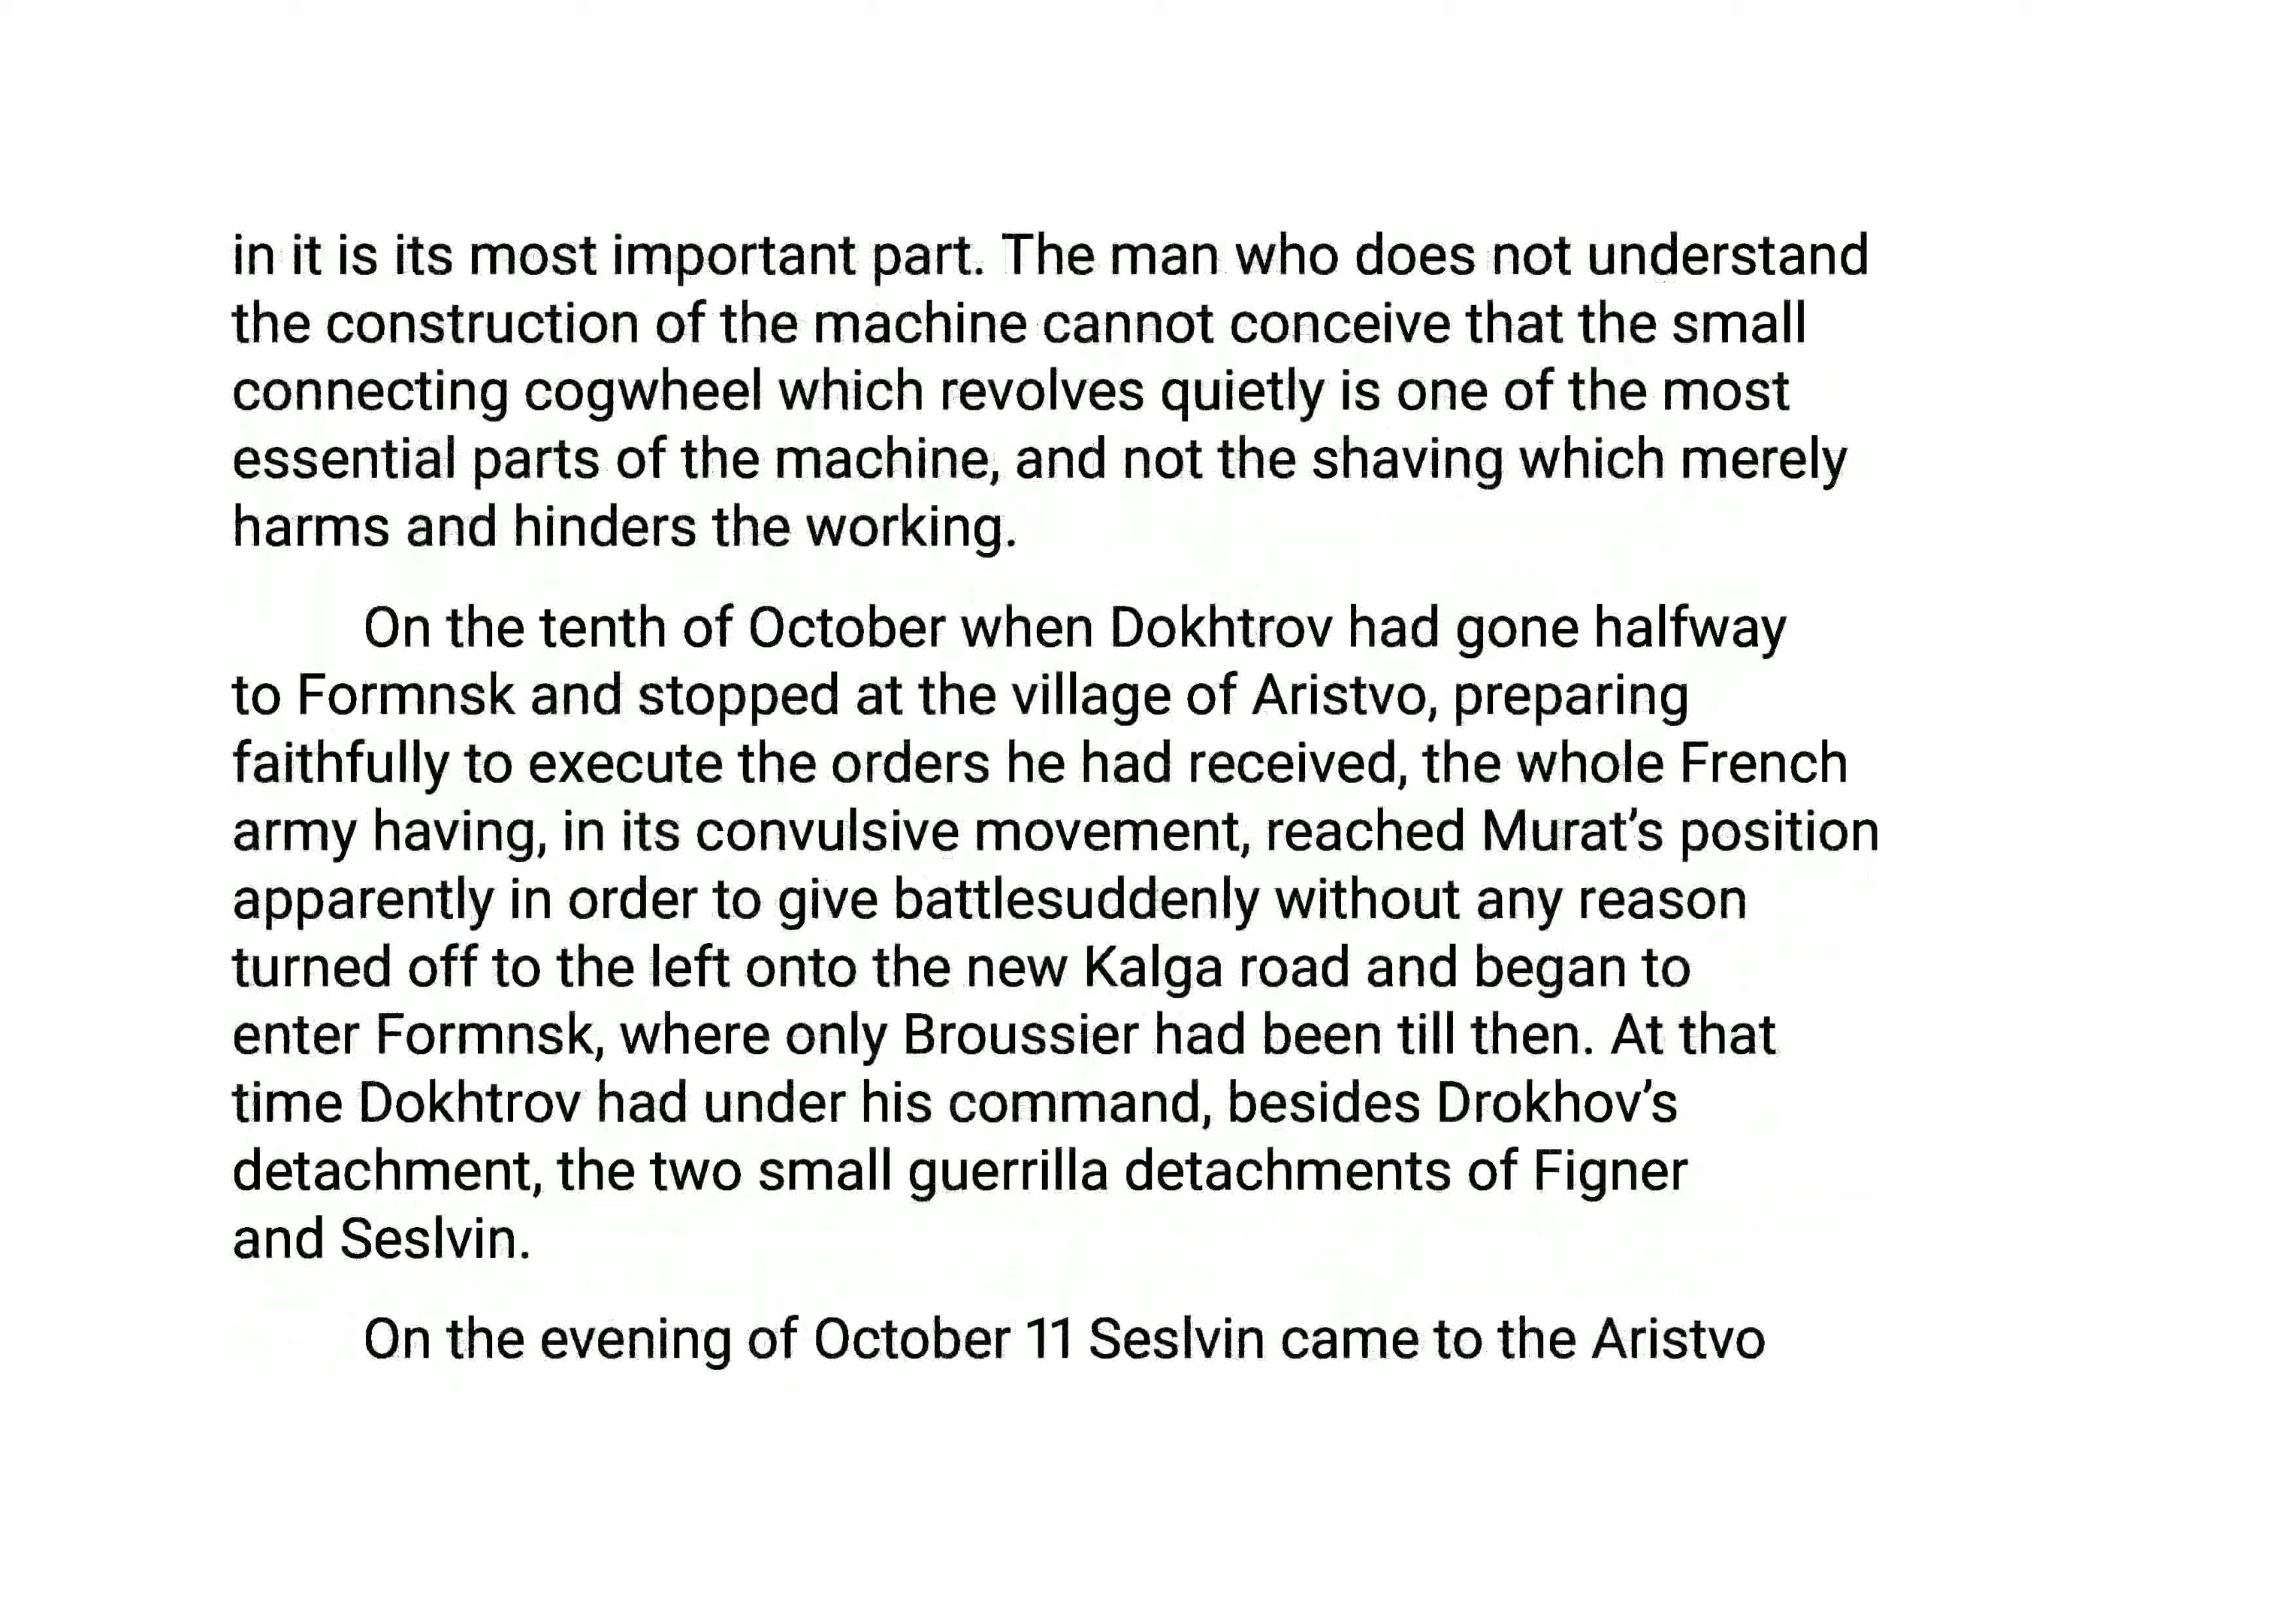 in it is its most important part. The man who does not understand
the construction of the machine cannot conceive that the small
connecting cogwheel which revolves quietly is one of the most
essential parts of the machine, and not the shaving which merely
harms and hinders the working.
On the tenth of October when Dokhtrov had gone halfway
to Formnsk and stopped at the village of Aristvo, preparing
faithfully to execute the orders he had received, the whole French
army having, in its convulsive movement, reached Murat’s position
apparently in order to give battlesuddenly without any reason
turned off to the left onto the new Kalga road and began to
enter Formnsk, where only Broussier had been till then. At that
time Dokhtrov had under his command, besides Drokhov’s
detachment, the two small guerrilla detachments of Figner
and Seslvin.
On the evening of October 11 Seslvin came to the Aristvo